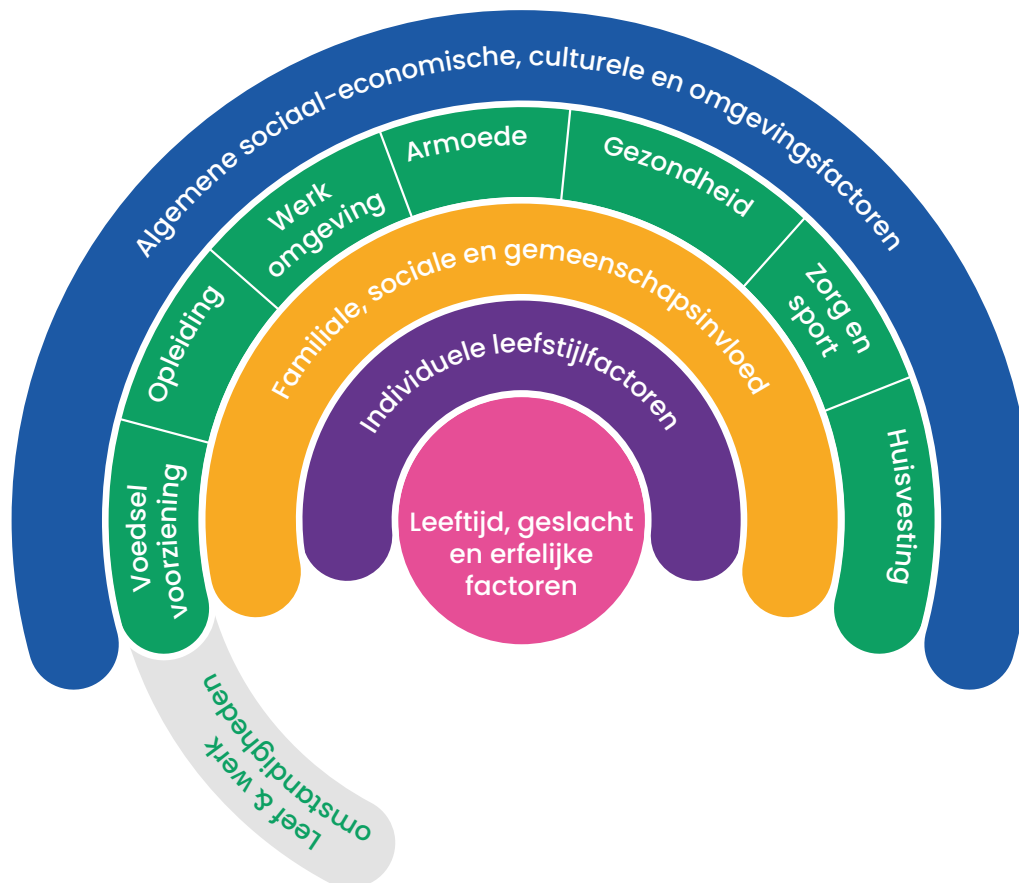 Algemene sociaal-economische, culturele en omgevingsfactoren
Voedsel
voorziening
Opleiding
Werk
omgeving
Armoede
Gezondheid
Zorg en
sport
Huisvesting
Familiale, sociale en gemeenschapsinvloed
Individuele leefstijlfactoren
Leeftijd, geslacht
en erfelijke
factoren
Leef & werk
omstandigheden